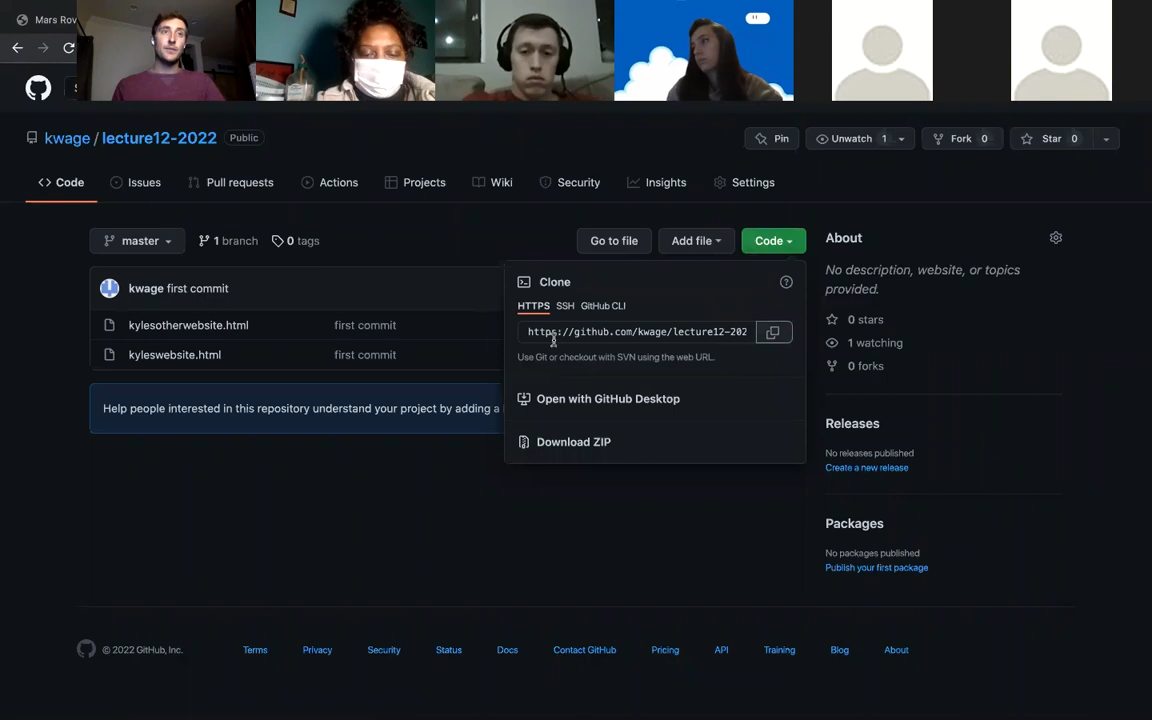 Mars Rov
kwage / lecture12-2022 Public
Pin Unwatch 1 Fork 0 Star 0
Code Issues Pull requests Actions Projects Wiki Security Insights Settings
master 1 branch 0 tags Go to file Add file Code
kwage first commit
kylesotherwebsite.html first commit
kyleswebsite.html first commit
Help people interested in this repository understand your project by adding a
Clone
HTTPS SSH GitHub CLI
https://github.com/kwage/lecture12-202
Use Git or checkout with SVN using the web URL.
Open with GitHub Desktop
Download ZIP
About
No description, website, or topics
provided.
0 stars
1 watching
0 forks
Releases
No releases published
Create a new release
Packages
No packages published
Publish your first package
© 2022 GitHub, Inc. Terms Privacy Security Status Docs Contact GitHub Pricing API Training Blog About